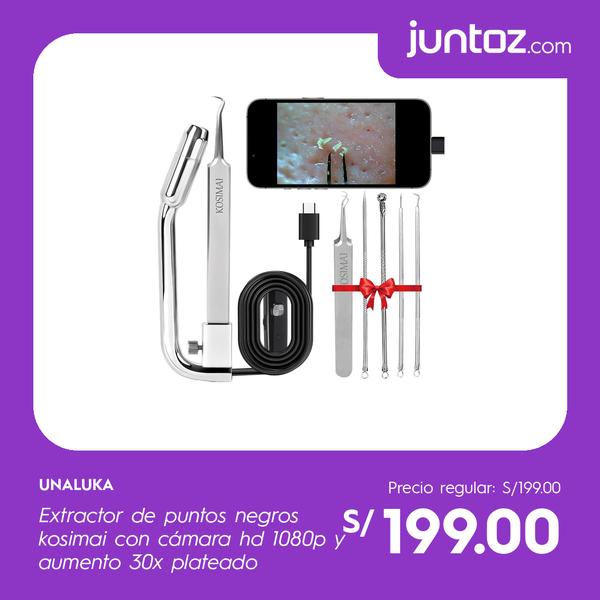 juntoz.com
KOSIMAI
KOSIMAI
UNALUKA
Extractor de puntos negros
kosimai con cámara hd 1080p y
aumento 30x plateado
Precio regular: S/199.00
S/199.00